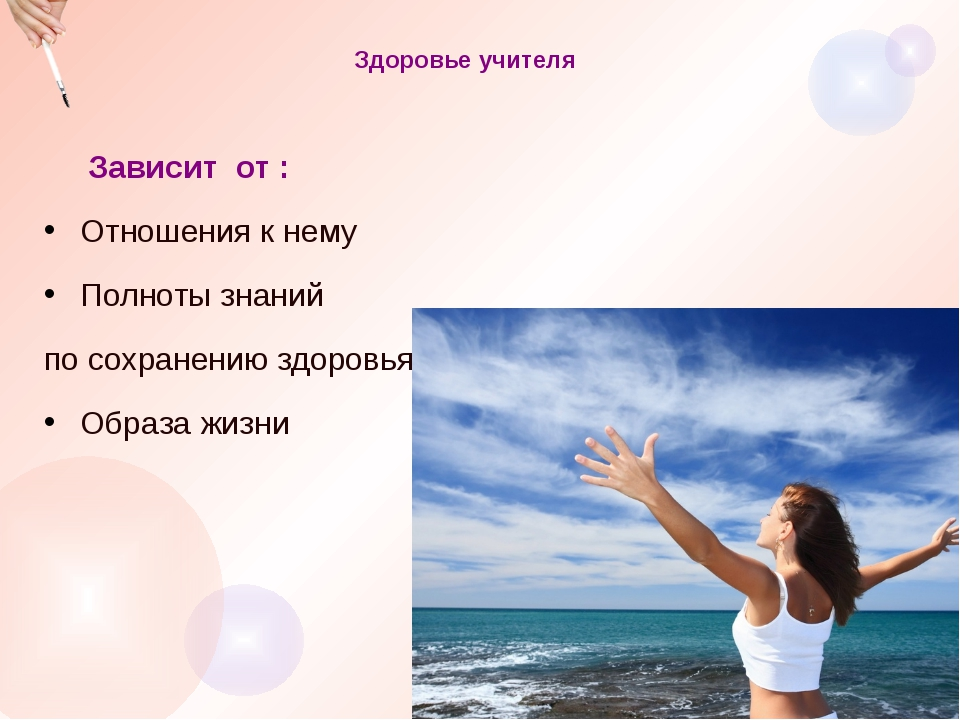 Здоровье учителя
Зависит от :
• Отношения к нему
• Полноты знаний
по сохранению здоровья
• Образа жизни